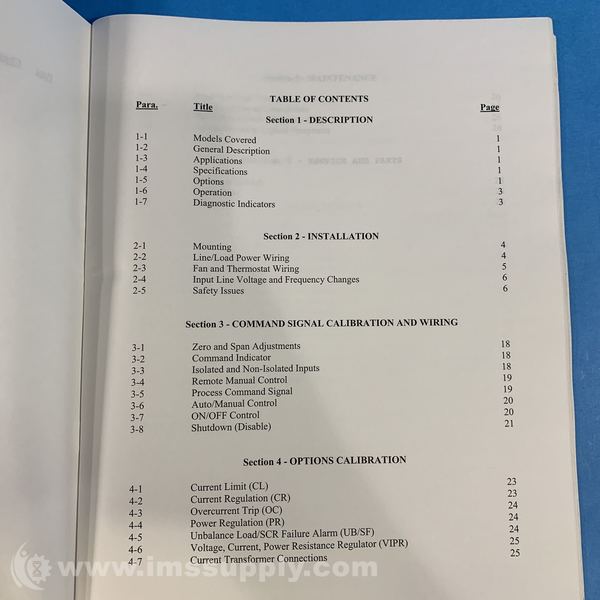 TABLE OF CONTENTS
Para. Title Page
Section 1 - DESCRIPTION
1-1 Models Covered 1
1-2 General Description 1
1-3 Applications 1
1-4 Specifications 1
1-5 Options 1
1-6 Operation 3
1-7 Diagnostic Indicators 3
Section 2 - INSTALLATION
2-1 Mounting 4
2-2 Line/Load Power Wiring 4
2-3 Fan and Thermostat Wiring 5
2-4 Input Line Voltage and Frequency Changes 6
2-5 Safety Issues 6
Section 3 - COMMAND SIGNAL CALIBRATION AND WIRING
3-1 Zero and Span Adjustments 18
3-2 Command Indicator 18
3-3 Isolated and Non-Isolated Inputs 18
3-4 Remote Manual Control 19
3-5 Process Command Signal 19
3-6 Auto/Manual Control 20
3-7 ON/OFF Control 20
3-8 Shutdown (Disable) 21
Section 4 - OPTIONS CALIBRATION
4-1 Current Limit (CL) 23
4-2 Current Regulation (CR) 23
4-3 Overcurrent Trip (OC) 24
4-4 Power Regulation (PR) 24
4-5 Unbalance Load/SCR Failure Alarm (UB/SF) 24
4-6 Voltage, Current, Power Resistance Regulator (VIPR) 25
4-7 Current Transformer Connections 25
www.imssupply.com